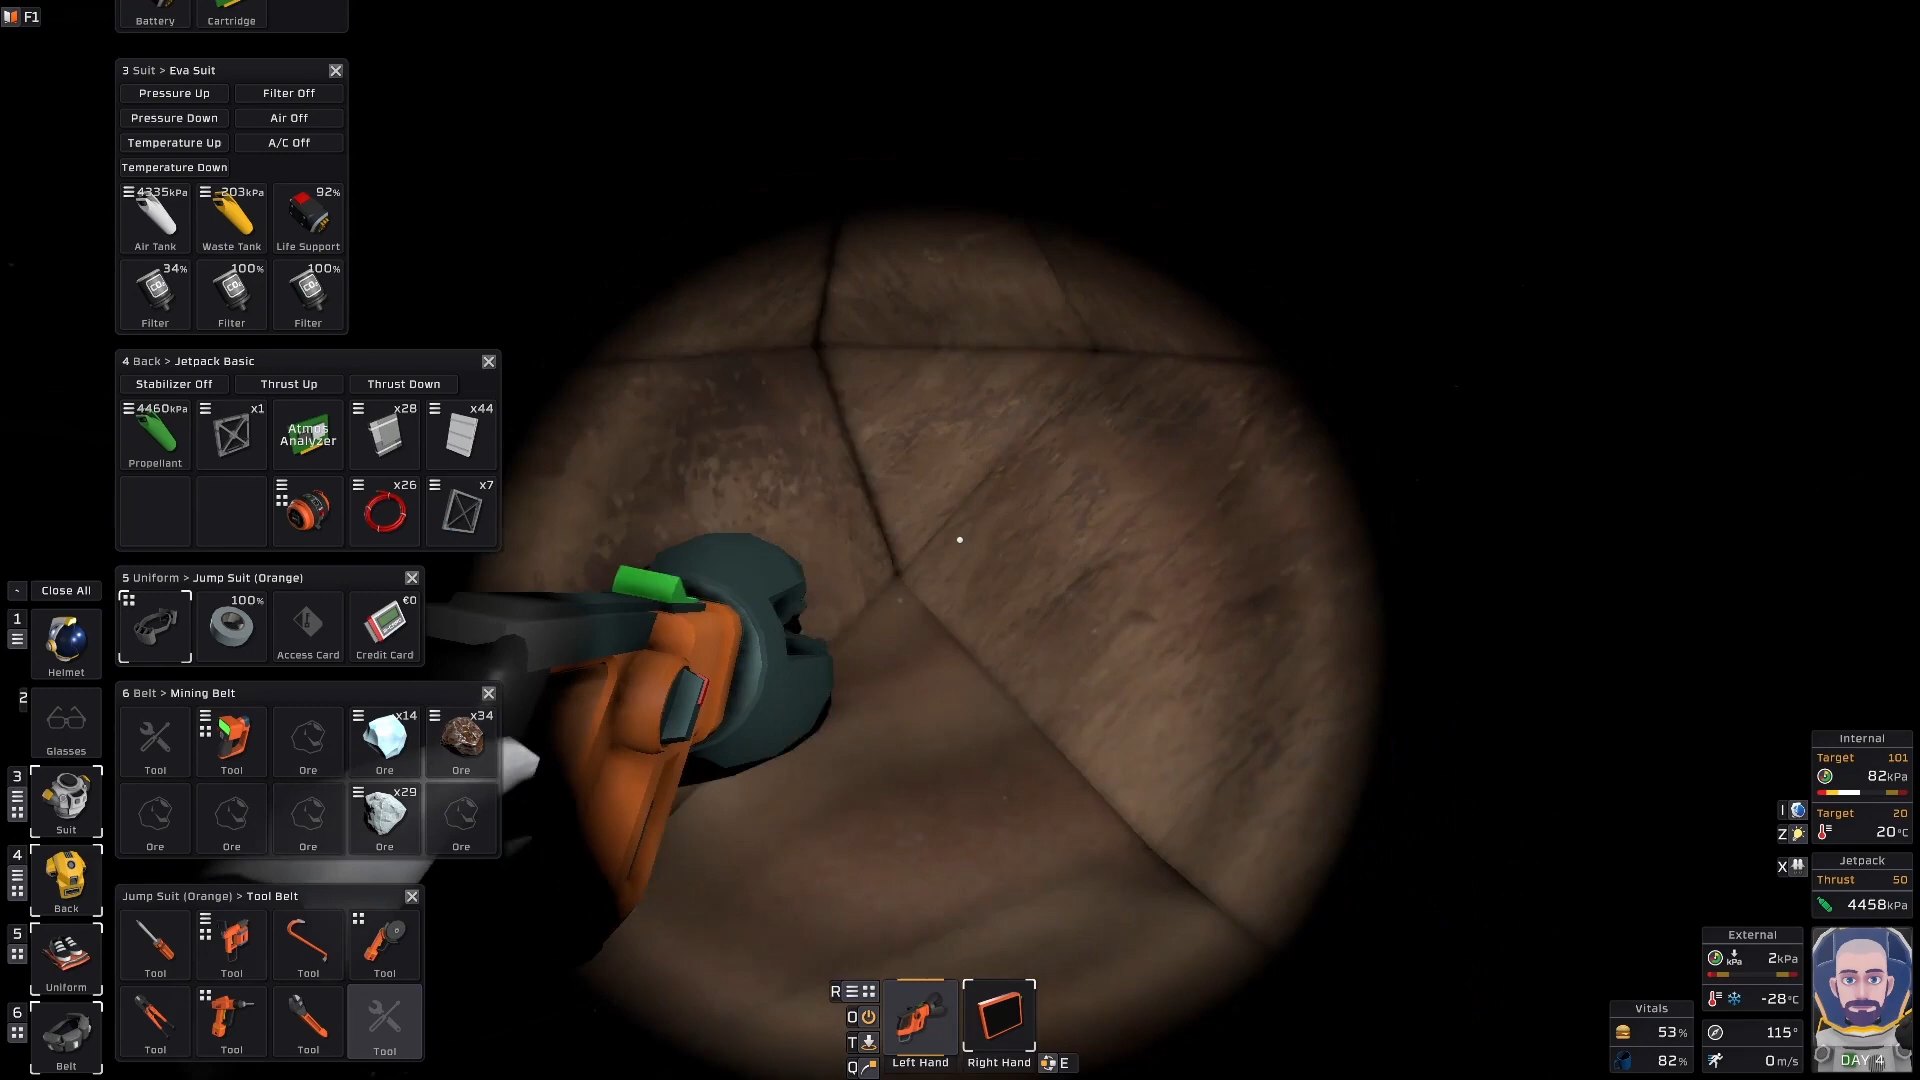 F1
Battery
Cartridge
3 Suit > Eva Suit
Pressure Up
Filter Off
Pressure Down
Air Off
Temperature Up
A/C Off
Temperature Down
4335kPa
203kPa
92%
Air Tank
Waste Tank
Life Support
34%
100%
100%
CO₂
CO₂
CO₂
Filter
Filter
Filter
4 Back > Jetpack Basic
Stabilizer Off
Thrust Up
Thrust Down
4460kPa
x1
Atmos
Analyzer
x28
x44
Propellant
x26
x7
5 Uniform > Jump Suit (Orange)
100%
€0
Access Card
Credit Card
6 Belt > Mining Belt
x14
x34
Tool
Tool
Ore
Ore
Ore
x29
Ore
Ore
Ore
Ore
Ore
Jump Suit (Orange) > Tool Belt
Tool
Tool
Tool
Tool
Tool
Tool
Tool
Tool
~
Close All
1
Helmet
2
Glasses
3
Suit
4
Back
5
Uniform
6
Belt
R
O
T
Q
Left Hand
Right Hand
E
Internal
Target 101
82kPa
Target 20
20°C
I
Z
X
Jetpack
Thrust 50
4458kPa
External
kPa
2kPa
-28°C
115°
0m/s
Vitals
53%
82%
DAY 4